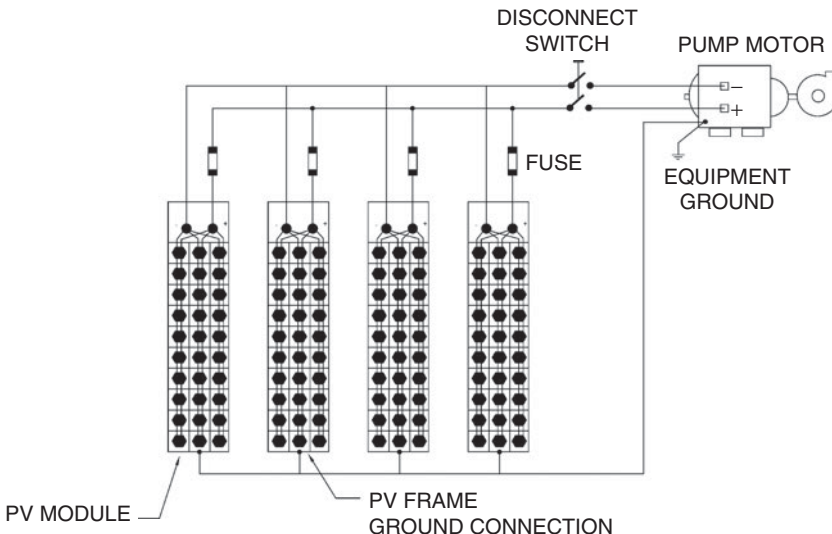 DISCONNECT
SWITCH
PUMP MOTOR
−
+
FUSE
EQUIPMENT
GROUND
- +
- +
- +
- +
PV MODULE
PV FRAME
GROUND CONNECTION